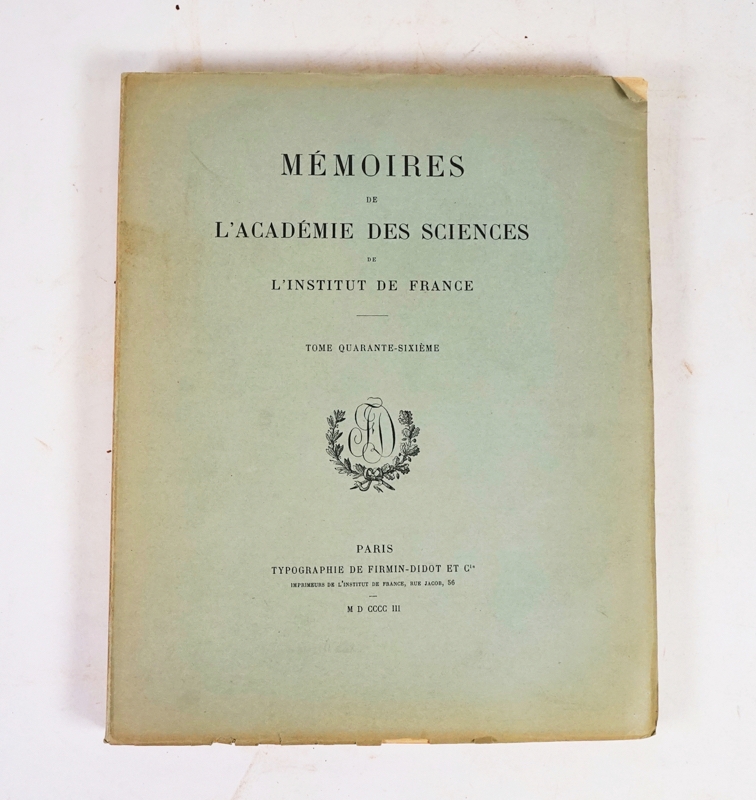 MÉMOIRES
DE
L'ACADÉMIE DES SCIENCES
DE
L'INSTITUT DE FRANCE
TOME QUARANTE-SIXIÈME
FD
PARIS
TYPOGRAPHIE DE FIRMIN-DIDOT ET Cie
IMPRIMEURS DE L'INSTITUT DE FRANCE, RUE JACOB, 56
M D CCCC III